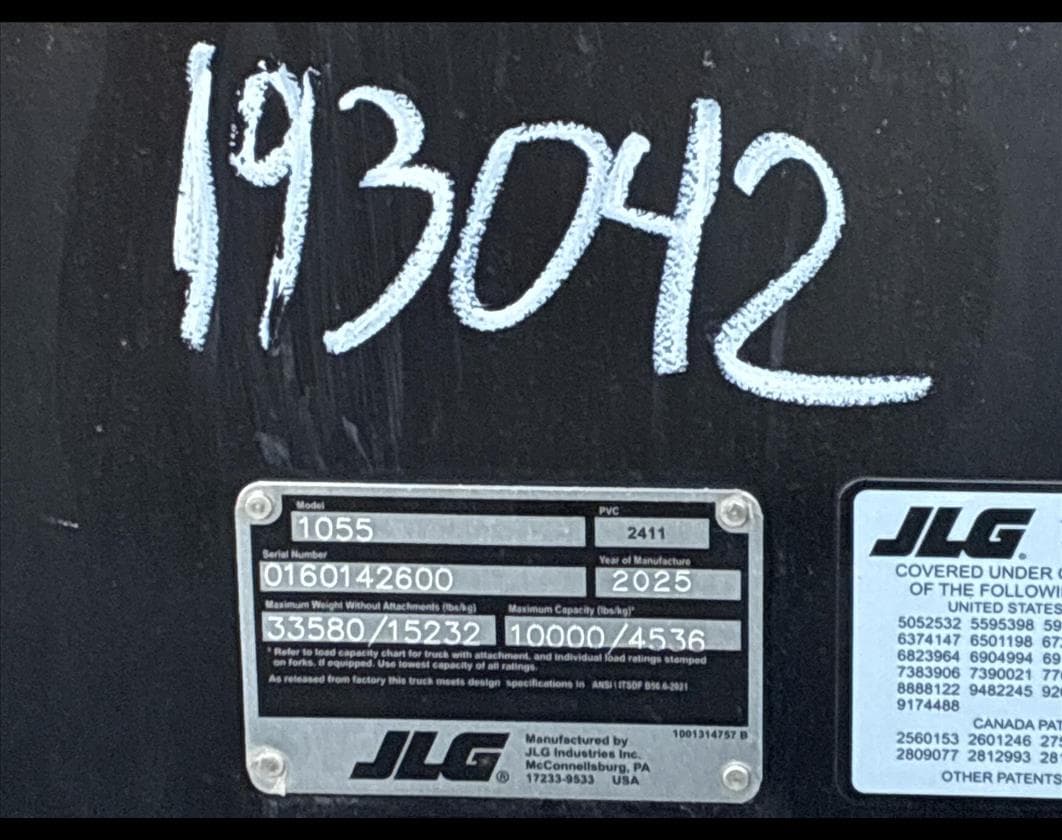 193042
Model
PVC
1055
2411
Serial Number
Year of Manufacture
0160142600
2025
Maximum Weight Without Attachments (lbs/kg)
Maximum Capacity (lbs/kg)*
33580/15232
10000/4536
* Refer to load capacity chart for truck with attachment, and individual load ratings stamped
on forks, if equipped. Use lowest capacity of all ratings.
As released from factory this truck meets design specifications in ANSI / ITSDF B56.6-2021
1001314757 B
JLG®
Manufactured by
JLG Industries Inc.
McConnellsburg, PA
17233-9533 USA
JLG®
COVERED UNDER
OF THE
UNITED STATES
5052532 5595398
6374147 6501198
6823964 6904994
7383906 7390021
8888122 9482245
9174488
CANADA
2560153 2601246
2809077 2812993
OTHER PATENTS